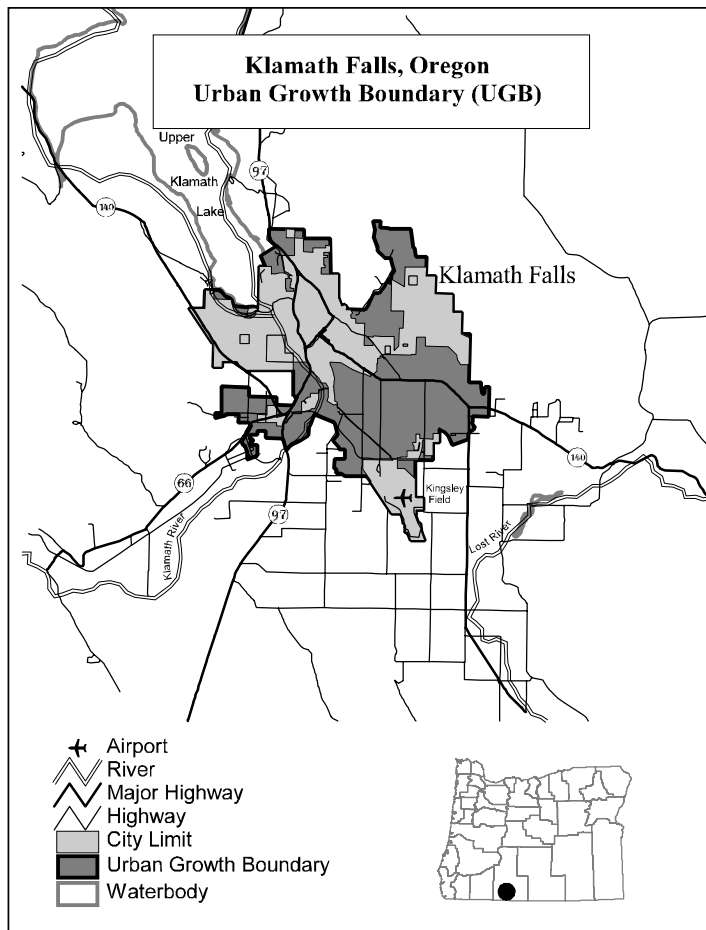 Klamath Falls, Oregon
Urban Growth Boundary (UGB)
Upper
Klamath
Lake
97
140
Klamath Falls
66
97
140
Kingsley
Field
Klamath River
Lost River
Airport
River
Major Highway
Highway
City Limit
Urban Growth Boundary
Waterbody